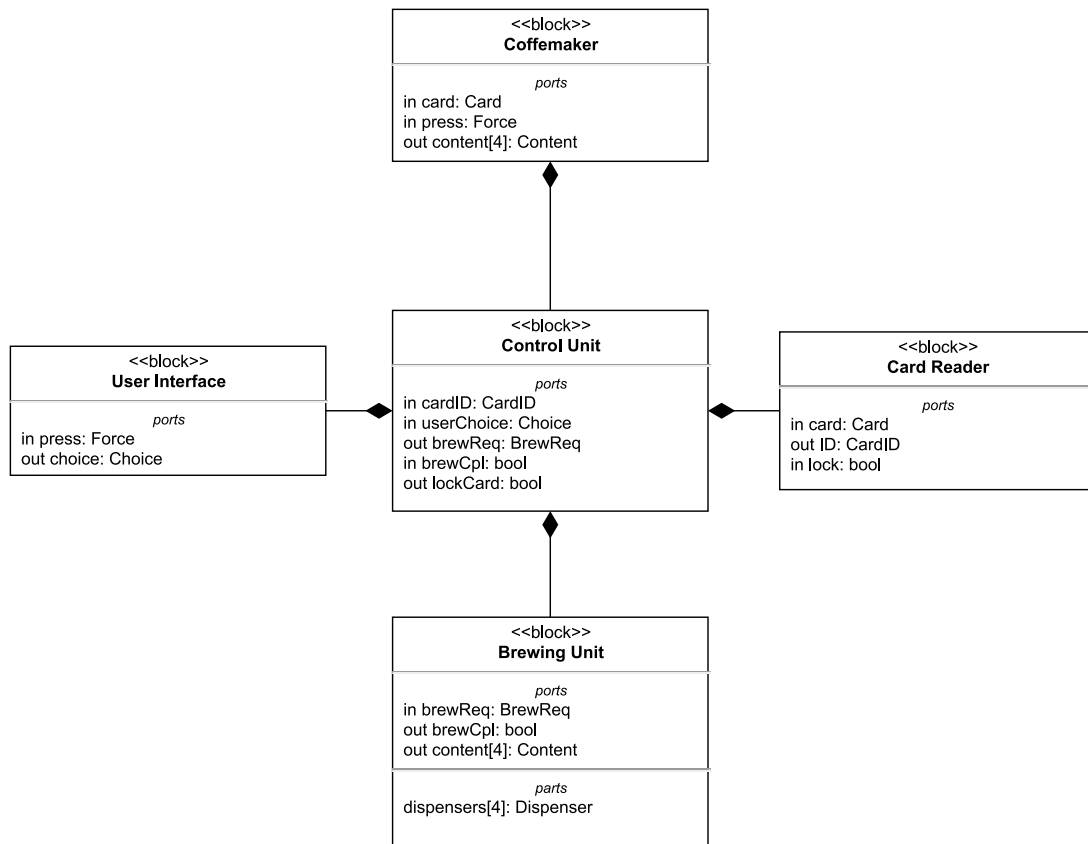 <<block>>
Coffemaker
ports
in card: Card
in press: Force
out content[4]: Content
<<block>>
User Interface
ports
in press: Force
out choice: Choice
<<block>>
Control Unit
ports
in cardID: CardID
in userChoice: Choice
out brewReq: BrewReq
in brewCpl: bool
out lockCard: bool
<<block>>
Card Reader
ports
in card: Card
out ID: CardID
in lock: bool
<<block>>
Brewing Unit
ports
in brewReq: BrewReq
out brewCpl: bool
out content[4]: Content
parts
dispensers[4]: Dispenser